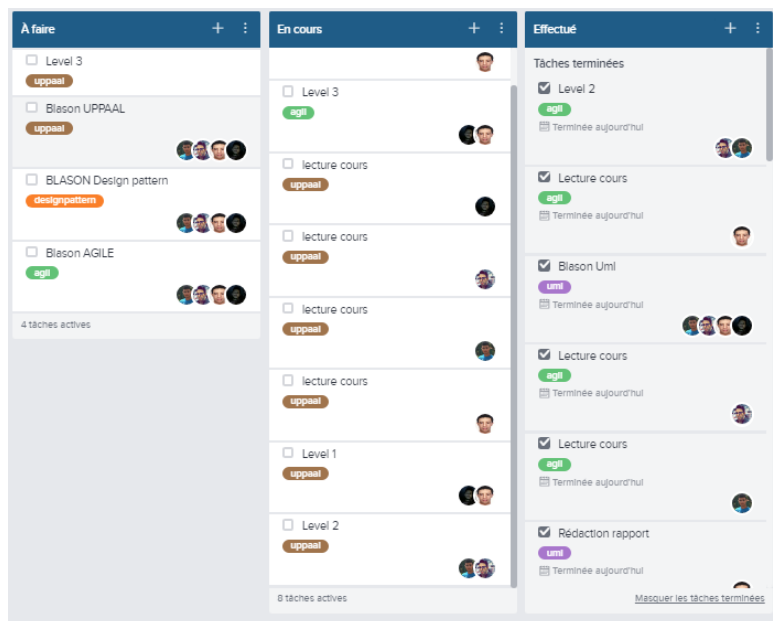 À faire
Level 3
uppaal
Blason UPPAAL
uppaal
BLASON Design pattern
designpattern
Blason AGILE
agil
4 tâches actives
En cours
Level 3
agil
lecture cours
uppaal
lecture cours
uppaal
lecture cours
uppaal
lecture cours
uppaal
Level 1
uppaal
Level 2
uppaal
8 tâches actives
Effectué
Tâches terminées
Level 2
agil
Terminée aujourd'hui
Lecture cours
agil
Terminée aujourd'hui
Blason Uml
uml
Terminée aujourd'hui
Lecture cours
agil
Terminée aujourd'hui
Lecture cours
agil
Terminée aujourd'hui
Rédaction rapport
uml
Terminée aujourd'hui
Masquer les tâches terminées